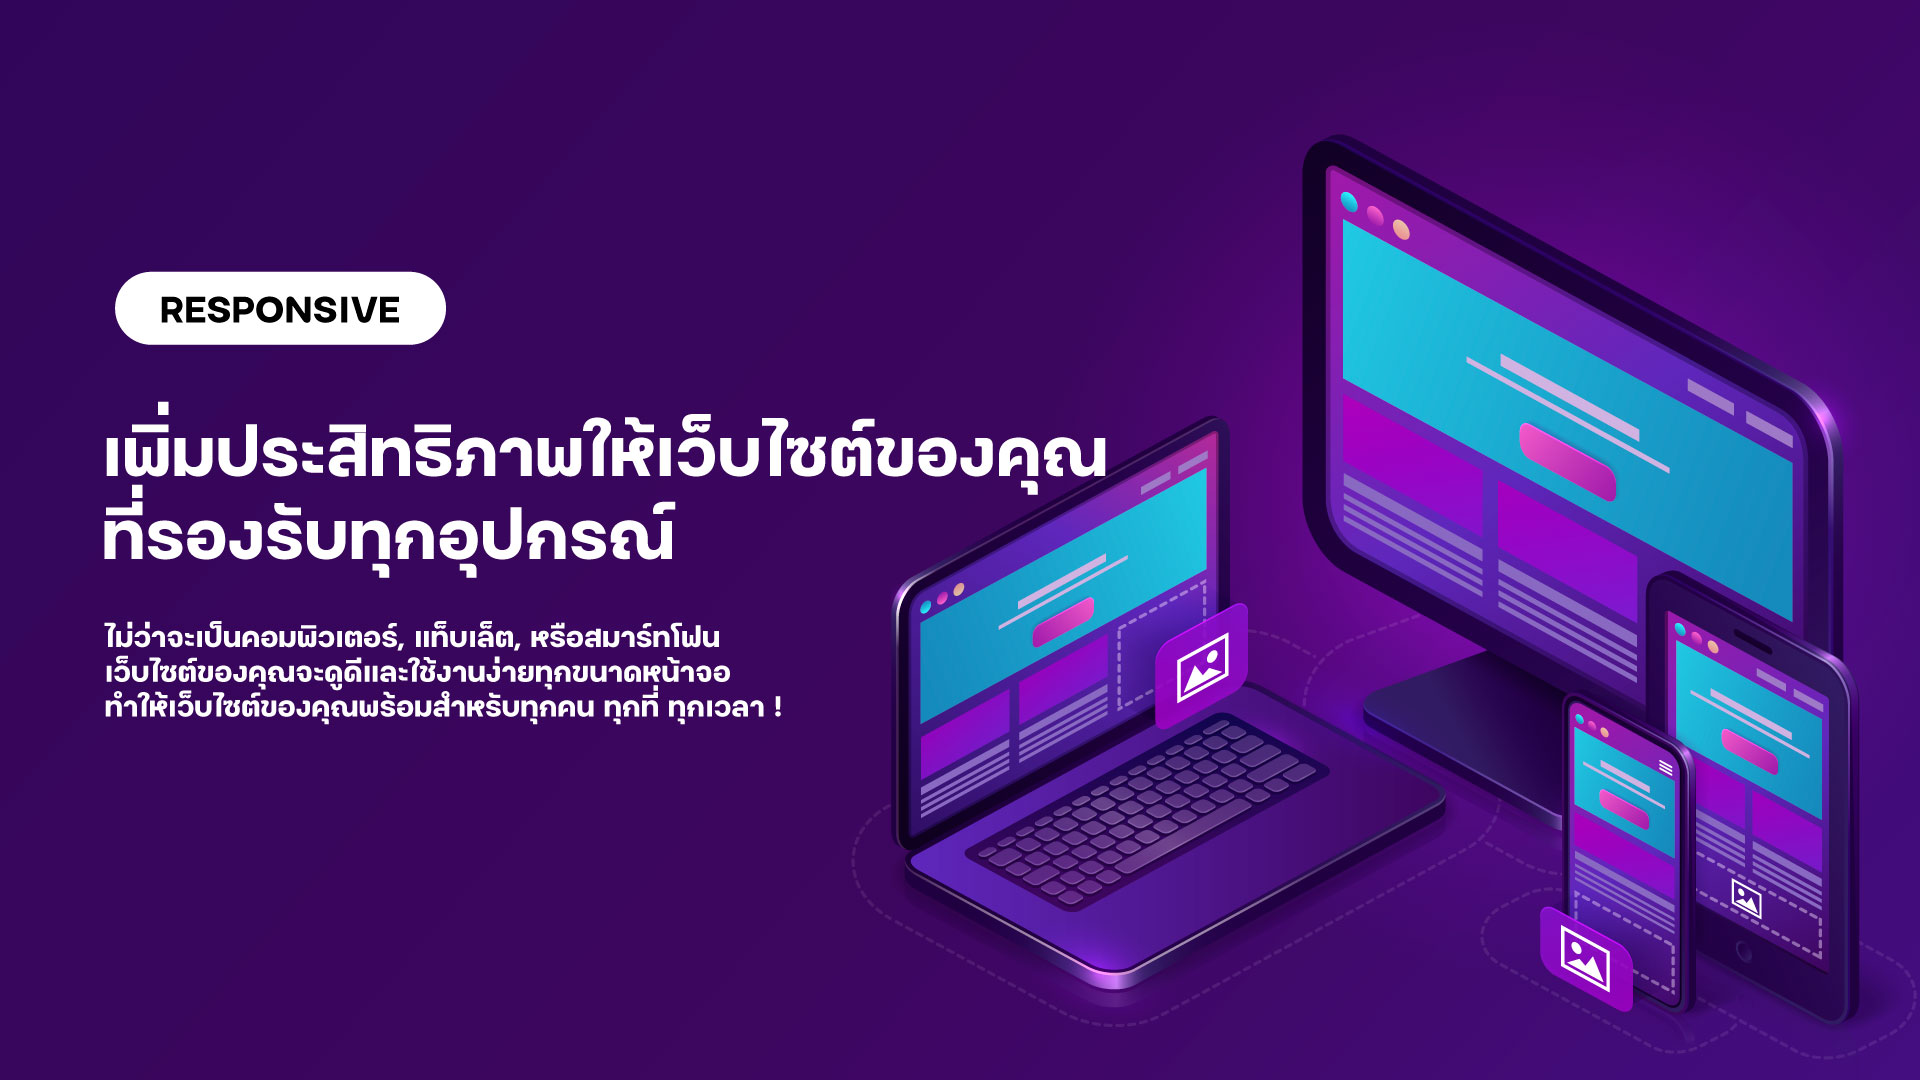 RESPONSIVE
เพิ่มประสิทธิภาพให้เว็บไซต์ของคุณ
ที่รองรับทุกอุปกรณ์
ไม่ว่าจะเป็นคอมพิวเตอร์, แท็บเล็ต, หรือสมาร์ทโฟน
เว็บไซต์ของคุณจะดูดีและใช้งานง่ายทุกขนาดหน้าจอ
ทำให้เว็บไซต์ของคุณพร้อมสำหรับทุกคน ทุกที่ ทุกเวลา !